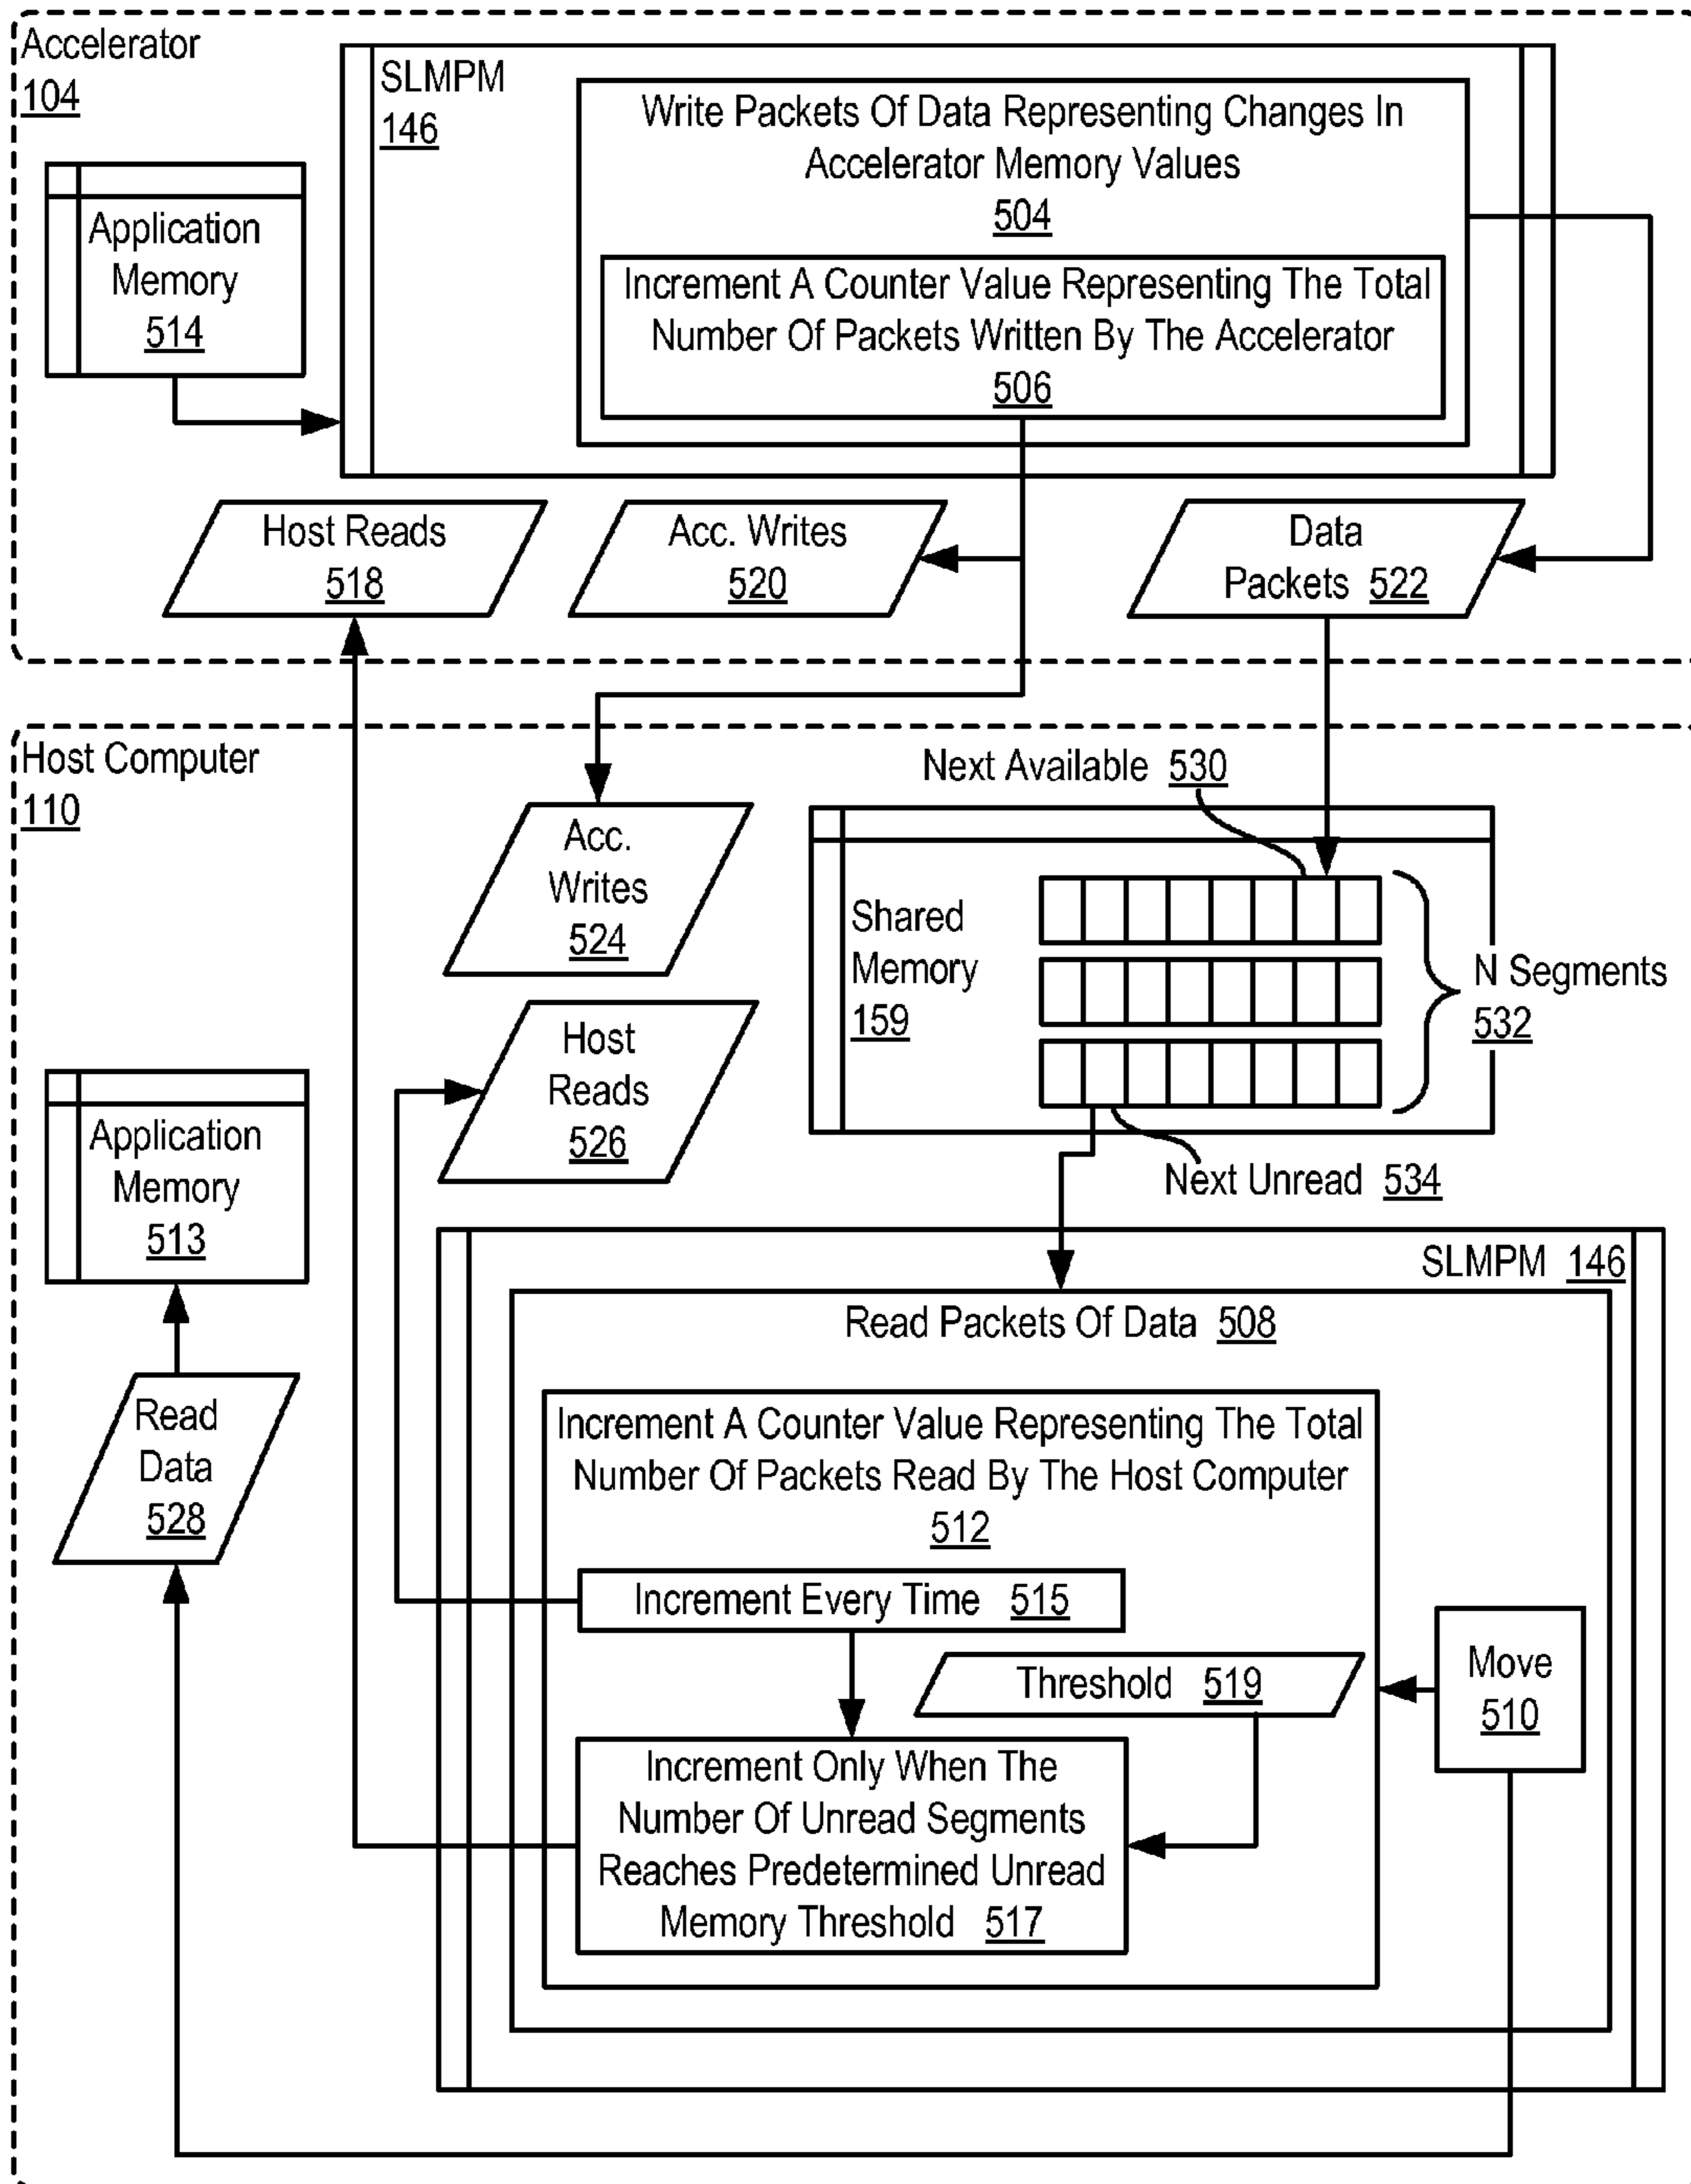 Accelerator
104
SLMPM
146
Write Packets Of Data Representing Changes In
Accelerator Memory Values
504
Increment A Counter Value Representing The Total
Number Of Packets Written By The Accelerator
506
Application
Memory
514
Host Reads
518
Acc. Writes
520
Data
Packets 522
Host Computer
110
Next Available 530
Acc.
Writes
524
Shared
Memory
159
N Segments
532
Host
Reads
526
Next Unread 534
Application
Memory
513
SLMPM 146
Read Packets Of Data 508
Read
Data
528
Increment A Counter Value Representing The Total
Number Of Packets Read By The Host Computer
512
Increment Every Time 515
Threshold 519
Move
510
Increment Only When The
Number Of Unread Segments
Reaches Predetermined Unread
Memory Threshold 517